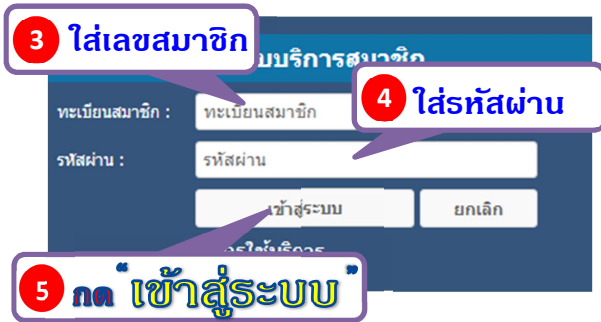 3 ใส่เลขสมาชิก
บบริการสมาชิก
ทะเบียนสมาชิก : ทะเบียนสมาชิก
4 ใส่รหัสผ่าน
รหัสผ่าน : รหัสผ่าน
เข้าสู่ระบบ ยกเลิก
5 กด "เข้าสู่ระบบ"